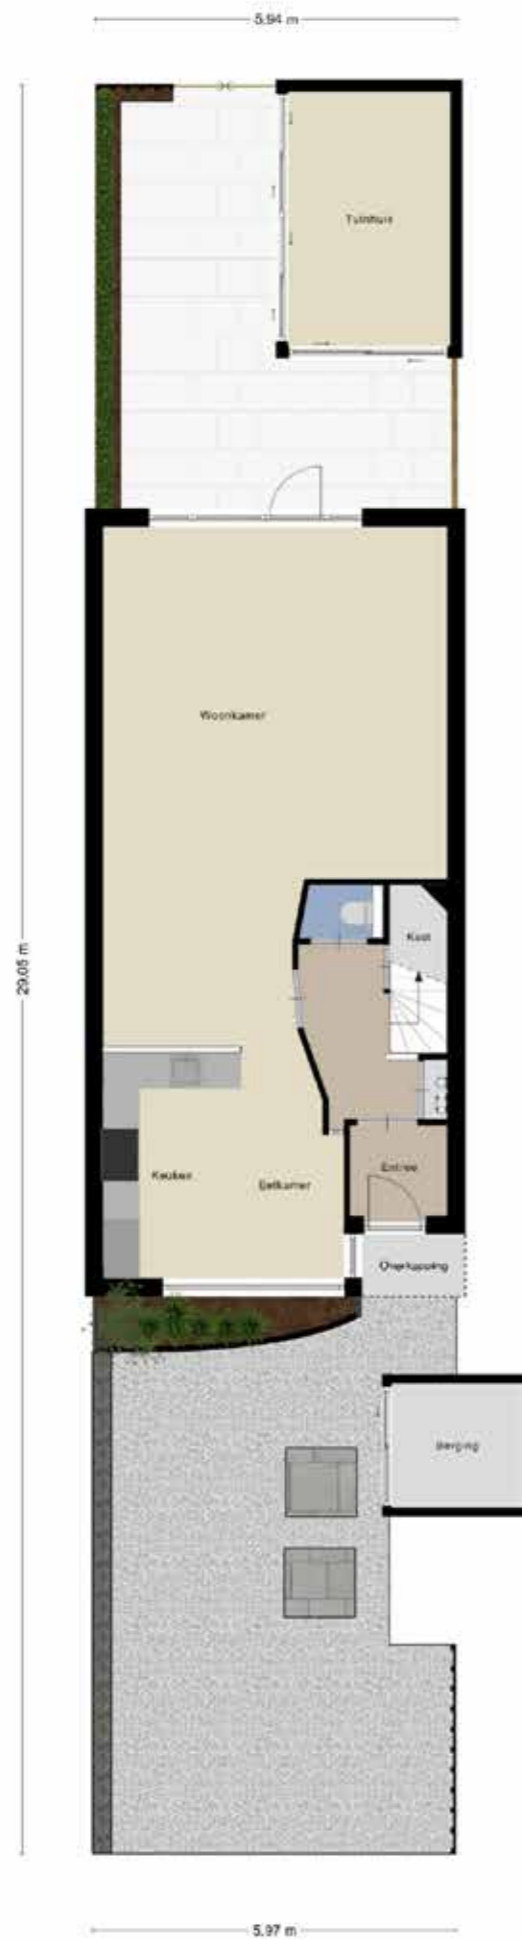 5.94 m
Tuinhuis
Woonkamer
Kast
29.05 m
Keuken
Eetkamer
Entree
Overkapping
Berging
5.97 m